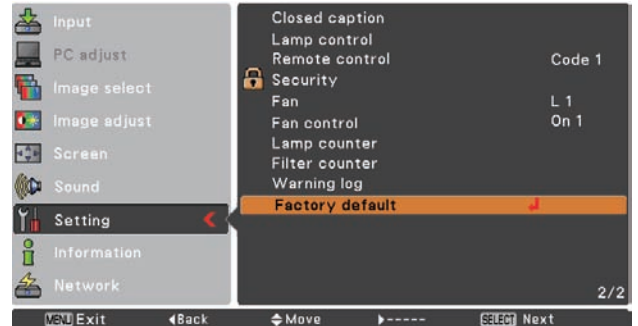 Input
PC adjust
Image select
Image adjust
Screen
Sound
Setting
Information
Network
Closed caption
Lamp control
Remote control Code 1
Security
Fan L 1
Fan control On 1
Lamp counter
Filter counter
Warning log
Factory default
2/2
MENU Exit ◀Back Move ▶----- SELECT Next